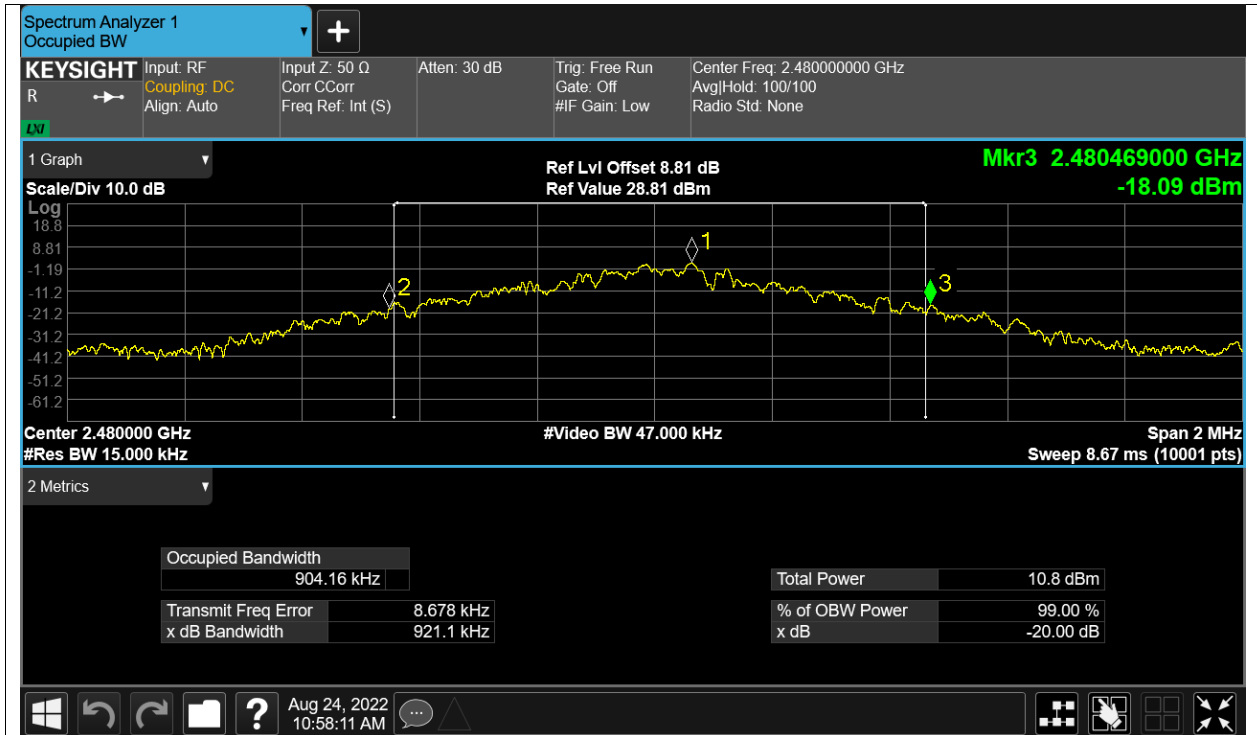 Spectrum Analyzer 1
Occupied BW
+
KEYSIGHT
R
LXI
Input: RF
Coupling: DC
Align: Auto
Input Z: 50 Ω
Corr CCorr
Freq Ref: Int (S)
Atten: 30 dB
Trig: Free Run
Gate: Off
#IF Gain: Low
Center Freq: 2.480000000 GHz
Avg|Hold: 100/100
Radio Std: None
1 Graph
Scale/Div 10.0 dB
Ref Lvl Offset 8.81 dB
Ref Value 28.81 dBm
Mkr3 2.480469000 GHz
-18.09 dBm
Log
18.8
8.81
-1.19
-11.2
-21.2
-31.2
-41.2
-51.2
-61.2
1
2
3
Center 2.480000 GHz
#Video BW 47.000 kHz
Span 2 MHz
#Res BW 15.000 kHz
Sweep 8.67 ms (10001 pts)
2 Metrics
Occupied Bandwidth
904.16 kHz
Transmit Freq Error 8.678 kHz
x dB Bandwidth 921.1 kHz
Total Power 10.8 dBm
% of OBW Power 99.00 %
x dB -20.00 dB
?
Aug 24, 2022
10:58:11 AM